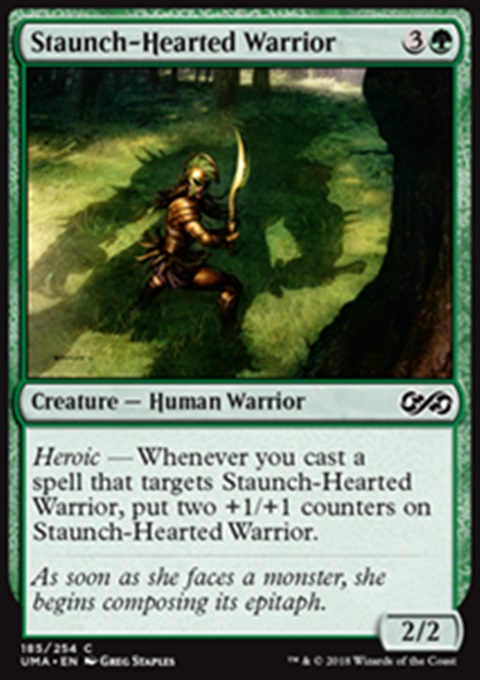 Staunch-Hearted Warrior 3
Creature — Human Warrior
Heroic — Whenever you cast a
spell that targets Staunch-Hearted
Warrior, put two +1/+1 counters on
Staunch-Hearted Warrior.
As soon as she faces a monster, she
begins composing its epitaph.
2/2
185/254 C
UMA • EN Greg Staples
™ & © 2018 Wizards of the Coast